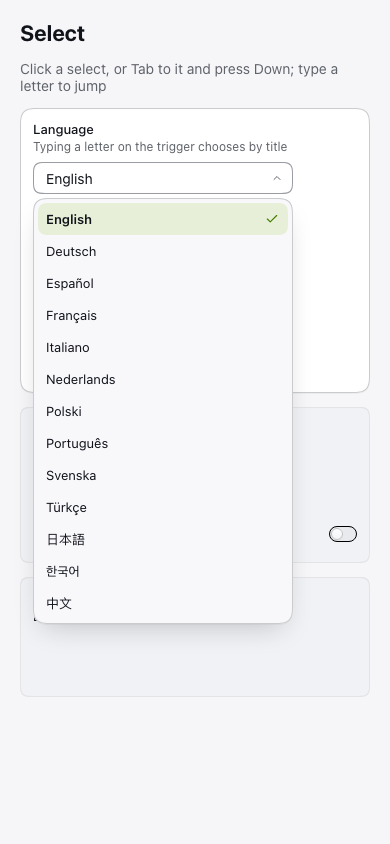 Select
Click a select, or Tab to it and press Down; type a
letter to jump
Language
Typing a letter on the trigger chooses by title
English
English
Deutsch
Español
Français
Italiano
Nederlands
Polski
Português
Svenska
Türkçe
日本語
한국어
中文